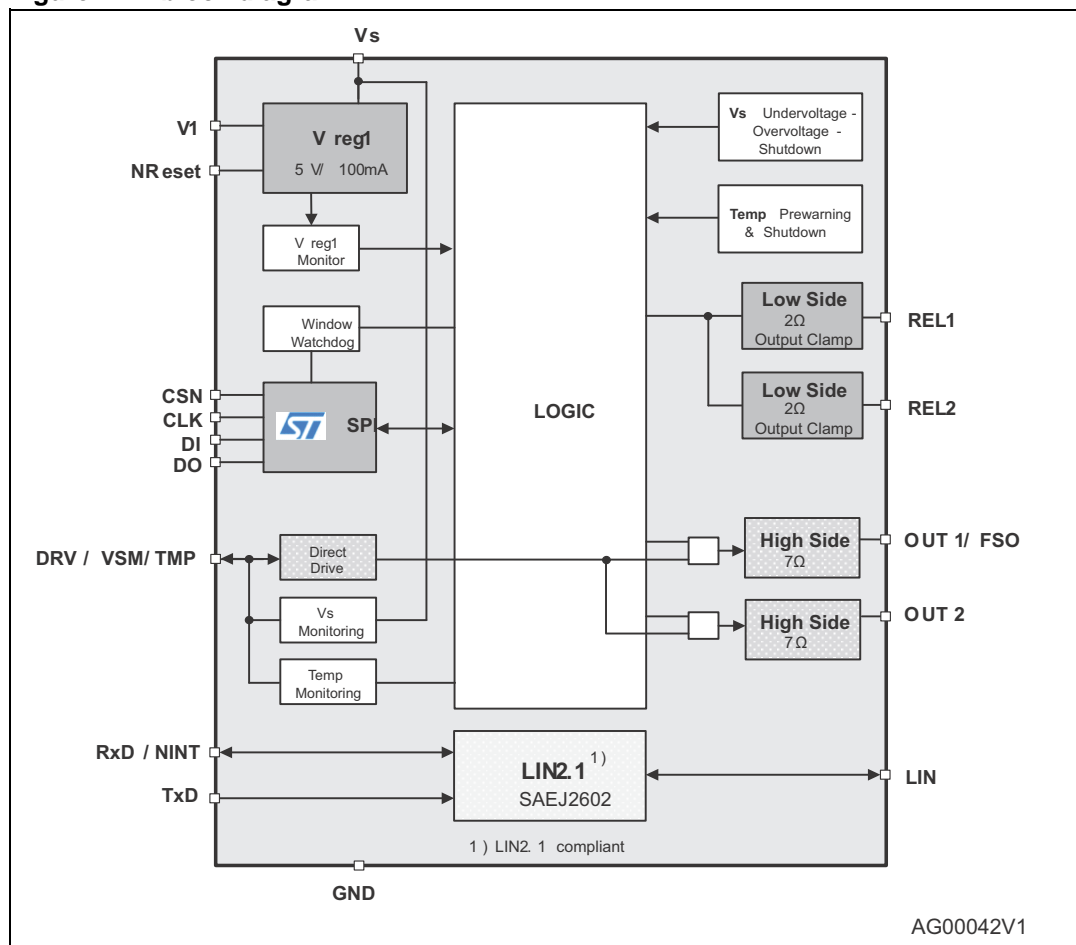 Vs
V1
V reg1
5 V/ 100mA
NReset
V reg1
Monitor
Window
Watchdog
CSN
CLK
DI
DO
ST
SPI
LOGIC
Vs Undervoltage -
Overvoltage -
Shutdown
Temp Prewarning
& Shutdown
Low Side
2Ω
Output Clamp
REL1
Low Side
2Ω
Output Clamp
REL2
DRV / VSM/ TMP
Direct
Drive
Vs
Monitoring
Temp
Monitoring
High Side
7Ω
OUT 1/ FSO
High Side
7Ω
OUT 2
RxD / NINT
TxD
LIN2.1 1)
SAEJ2602
LIN
1) LIN2. 1 compliant
GND
AG00042V1